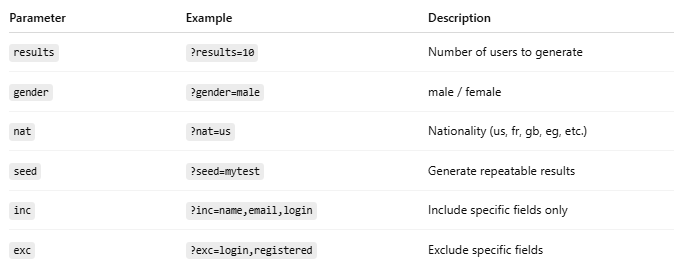 Parameter Example Description
results ?results=10 Number of users to generate
gender ?gender=male male / female
nat ?nat=us Nationality (us, fr, gb, eg, etc.)
seed ?seed=mytest Generate repeatable results
inc ?inc=name,email,login Include specific fields only
exc ?exc=login,registered Exclude specific fields